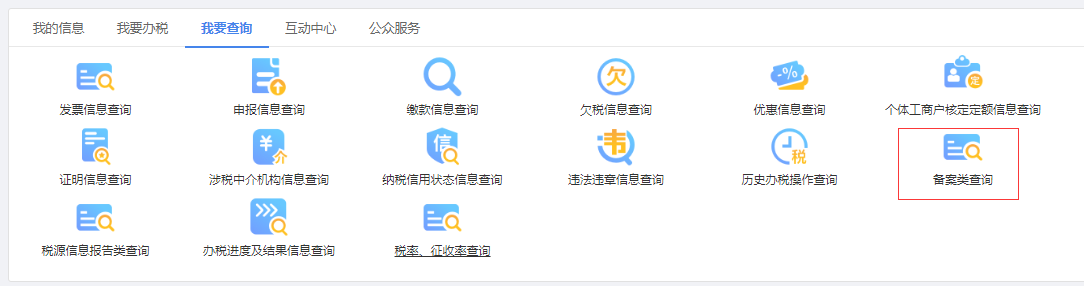 我的信息 我要办税 我要查询 互动中心 公众服务
欠 -% 定
发票信息查询 申报信息查询 缴款信息查询 欠税信息查询 优惠信息查询 个体工商户核定定额信息查询
¥ 介 信 韦 税
证明信息查询 涉税中介机构信息查询 纳税信用状态信息查询 违法违章信息查询 历史办税操作查询 备案类查询
税源信息报告类查询 办税进度及结果信息查询 税率、征收率查询